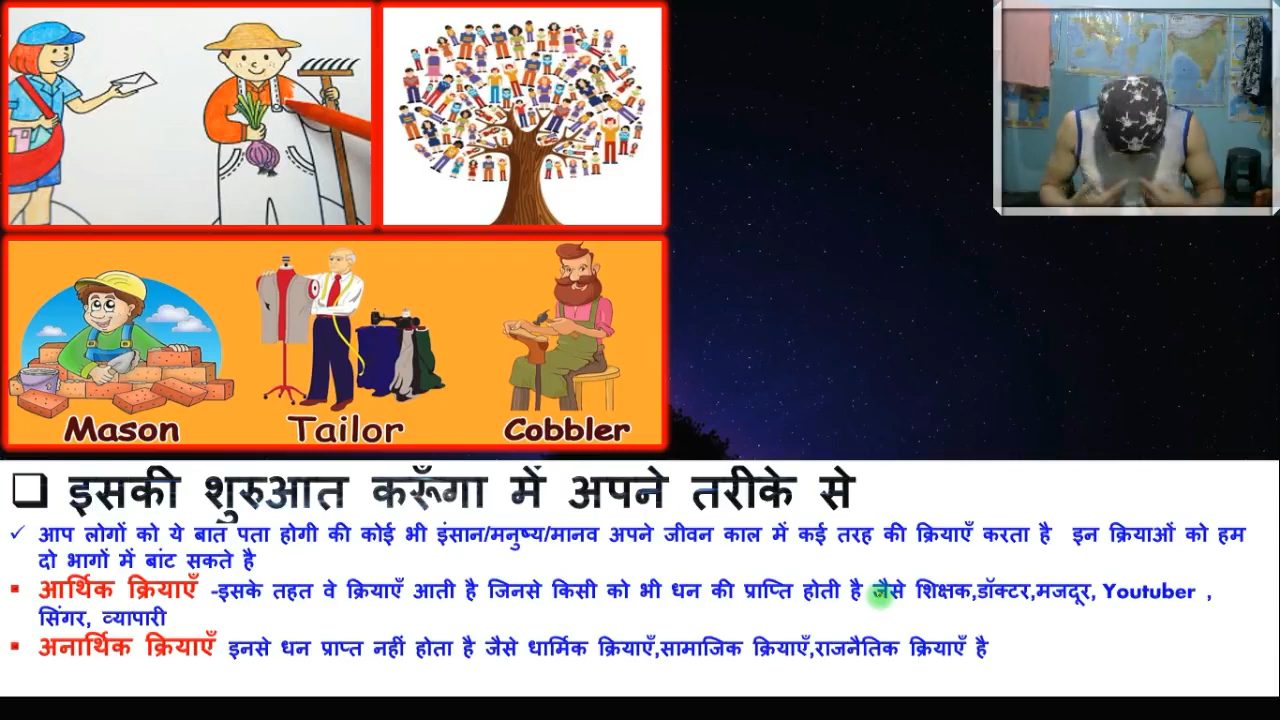 Mason Tailor Cobbler
❑ इसकी शुरुआत करूँगा में अपने तरीके से
✓ आप लोगों को ये बात पता होगी की कोई भी इंसान/मनुष्य/मानव अपने जीवन काल में कई तरह की क्रियाएँ करता है इन क्रियाओं को हम
दो भागों में बांट सकते है
▪ आर्थिक क्रियाएँ -इसके तहत वे क्रियाएँ आती है जिनसे किसी को भी धन की प्राप्ति होती है जैसे शिक्षक,डॉक्टर,मजदूर, Youtuber ,
सिंगर, व्यापारी
▪ अनार्थिक क्रियाएँ इनसे धन प्राप्त नहीं होता है जैसे धार्मिक क्रियाएँ,सामाजिक क्रियाएँ,राजनैतिक क्रियाएँ है